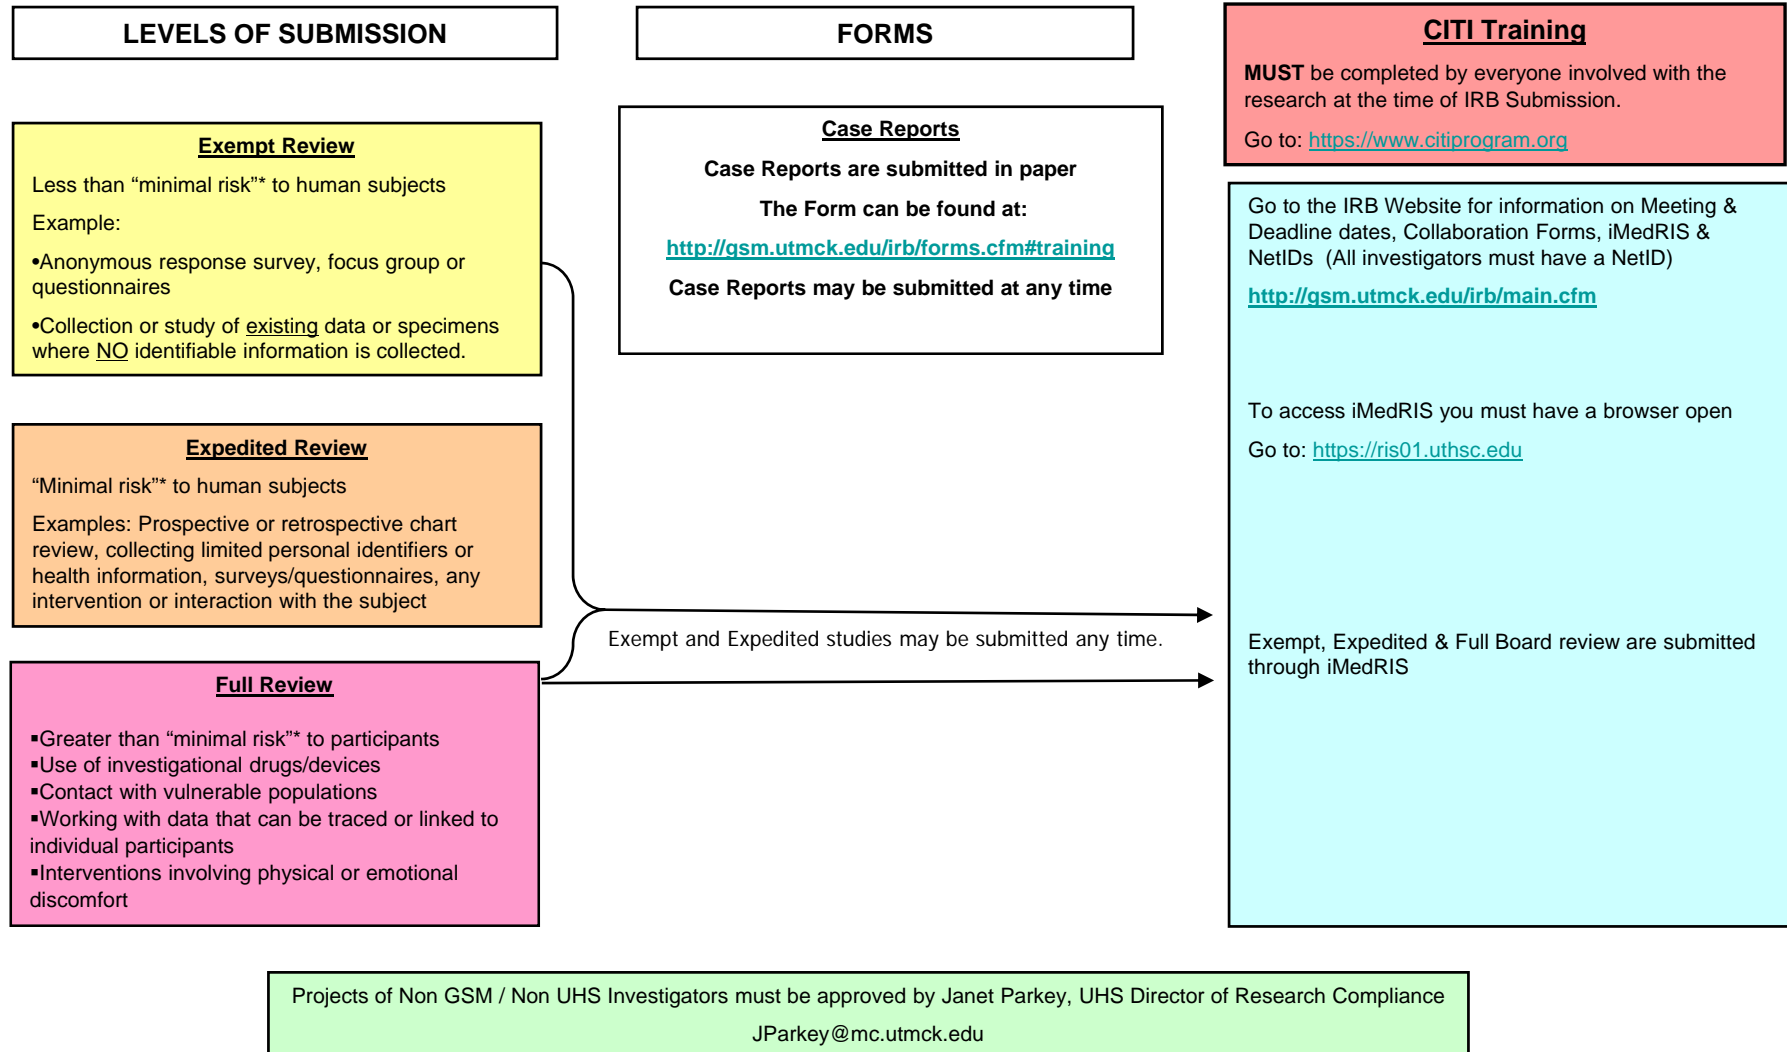 LEVELS OF SUBMISSION
FORMS
CITI Training
MUST be completed by everyone involved with the
research at the time of IRB Submission.
Go to: https://www.citiprogram.org
Exempt Review
Less than “minimal risk”* to human subjects
Example:
•Anonymous response survey, focus group or
questionnaires
•Collection or study of existing data or specimens
where NO identifiable information is collected.
Case Reports
Case Reports are submitted in paper
The Form can be found at:
http://gsm.utmck.edu/irb/forms.cfm#training
Case Reports may be submitted at any time
Go to the IRB Website for information on Meeting &
Deadline dates, Collaboration Forms, iMedRIS &
NetIDs (All investigators must have a NetID)
http://gsm.utmck.edu/irb/main.cfm
To access iMedRIS you must have a browser open
Go to: https://ris01.uthsc.edu
Exempt, Expedited & Full Board review are submitted
through iMedRIS
Expedited Review
“Minimal risk”* to human subjects
Examples: Prospective or retrospective chart
review, collecting limited personal identifiers or
health information, surveys/questionnaires, any
intervention or interaction with the subject
Exempt and Expedited studies may be submitted any time.
Full Review
▪Greater than “minimal risk”* to participants
▪Use of investigational drugs/devices
▪Contact with vulnerable populations
▪Working with data that can be traced or linked to
individual participants
▪Interventions involving physical or emotional
discomfort
Projects of Non GSM / Non UHS Investigators must be approved by Janet Parkey, UHS Director of Research Compliance
JParkey@mc.utmck.edu